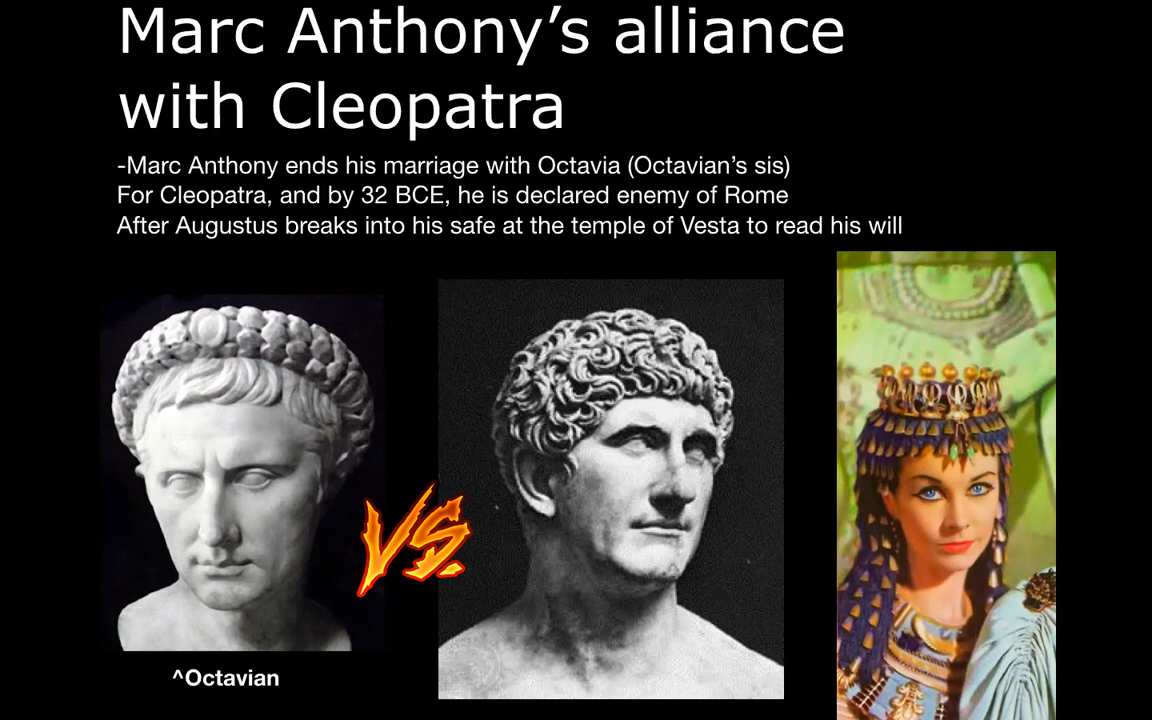 Marc Anthony’s alliance
with Cleopatra
-Marc Anthony ends his marriage with Octavia (Octavian’s sis)
For Cleopatra, and by 32 BCE, he is declared enemy of Rome
After Augustus breaks into his safe at the temple of Vesta to read his will
VS.
^Octavian